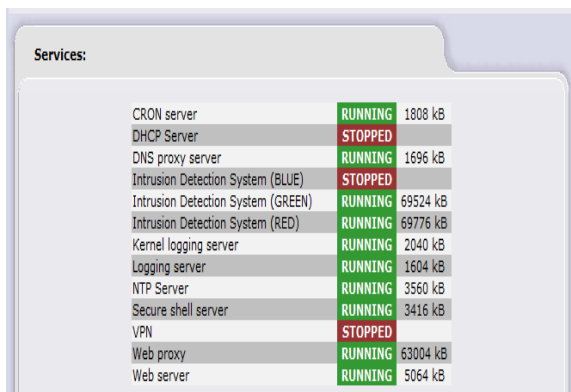 Services:
CRON server RUNNING 1808 kB
DHCP Server STOPPED
DNS proxy server RUNNING 1696 kB
Intrusion Detection System (BLUE) STOPPED
Intrusion Detection System (GREEN) RUNNING 69524 kB
Intrusion Detection System (RED) RUNNING 69776 kB
Kernel logging server RUNNING 2040 kB
Logging server RUNNING 1604 kB
NTP Server RUNNING 3560 kB
Secure shell server RUNNING 3416 kB
VPN STOPPED
Web proxy RUNNING 63004 kB
Web server RUNNING 5064 kB